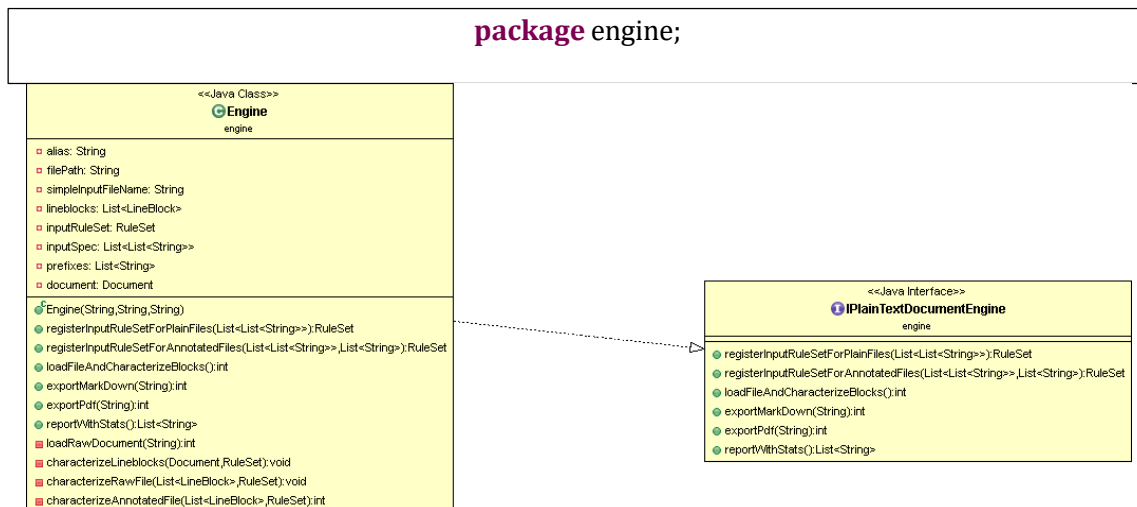 package engine;
<<Java Class>>
Engine
engine
alias: String
filePath: String
simpleInputFileName: String
lineblocks: List<LineBlock>
inputRuleSet: RuleSet
inputSpec: List<List<String>>
prefixes: List<String>
document: Document
Engine(String,String,String)
registerInputRuleSetForPlainFiles(List<List<String>>):RuleSet
registerInputRuleSetForAnnotatedFiles(List<List<String>>,List<String>):RuleSet
loadFileAndCharacterizeBlocks():int
exportMarkDown(String):int
exportPdf(String):int
reportWithStats():List<String>
loadRawDocument(String):int
characterizeLineblocks(Document,RuleSet):void
characterizeRawFile(List<LineBlock>,RuleSet):void
characterizeAnnotatedFile(List<LineBlock>,RuleSet):int
<<Java Interface>>
IPlainTextDocumentEngine
engine
registerInputRuleSetForPlainFiles(List<List<String>>):RuleSet
registerInputRuleSetForAnnotatedFiles(List<List<String>>,List<String>):RuleSet
loadFileAndCharacterizeBlocks():int
exportMarkDown(String):int
exportPdf(String):int
reportWithStats():List<String>